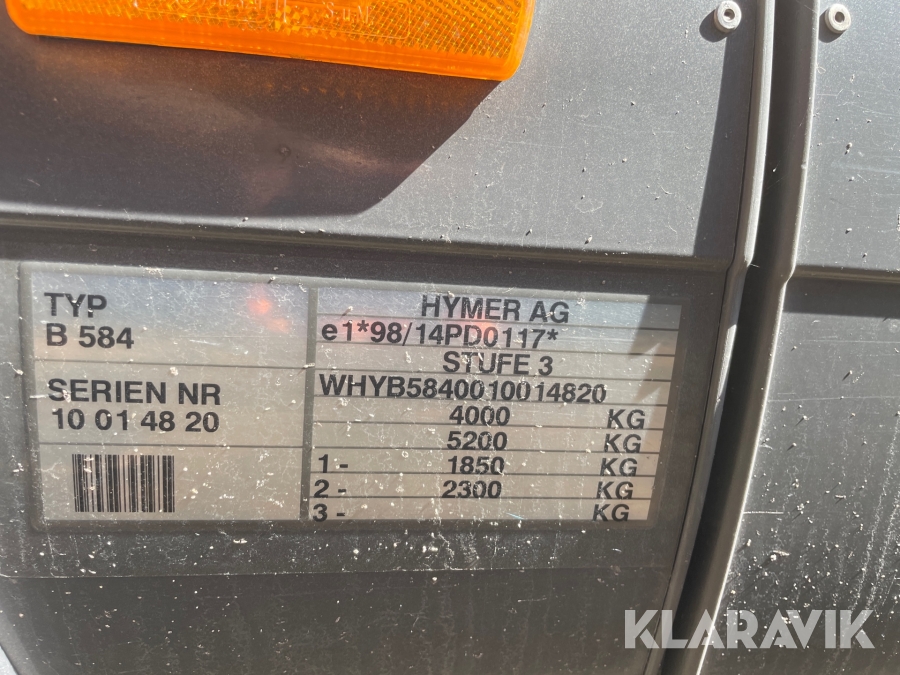 TYP
B 584
SERIEN NR
10 01 48 20
HYMER AG
e1*98/14PD0117*
STUFE 3
WHYB5840010014820
4000 KG
5200 KG
1 - 1850 KG
2 - 2300 KG
3 - KG
KLARAVIK